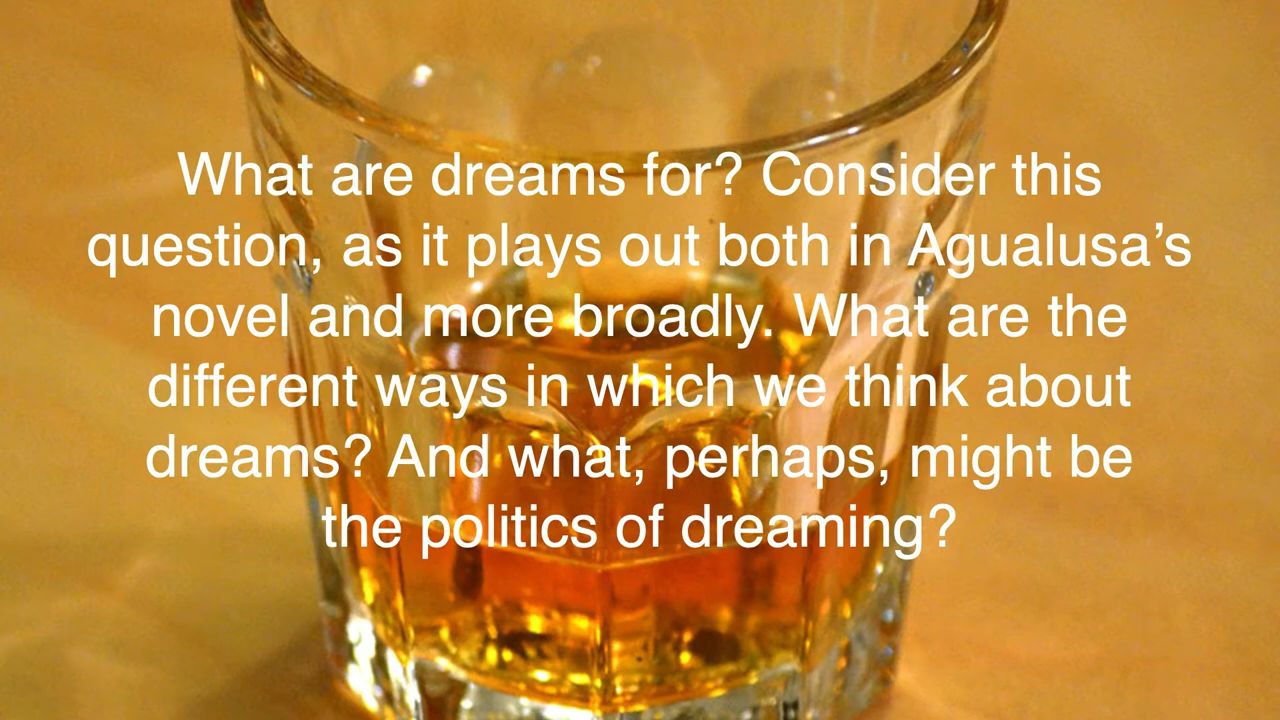 What are dreams for? Consider this
question, as it plays out both in Agualusa’s
novel and more broadly. What are the
different ways in which we think about
dreams? And what, perhaps, might be
the politics of dreaming?